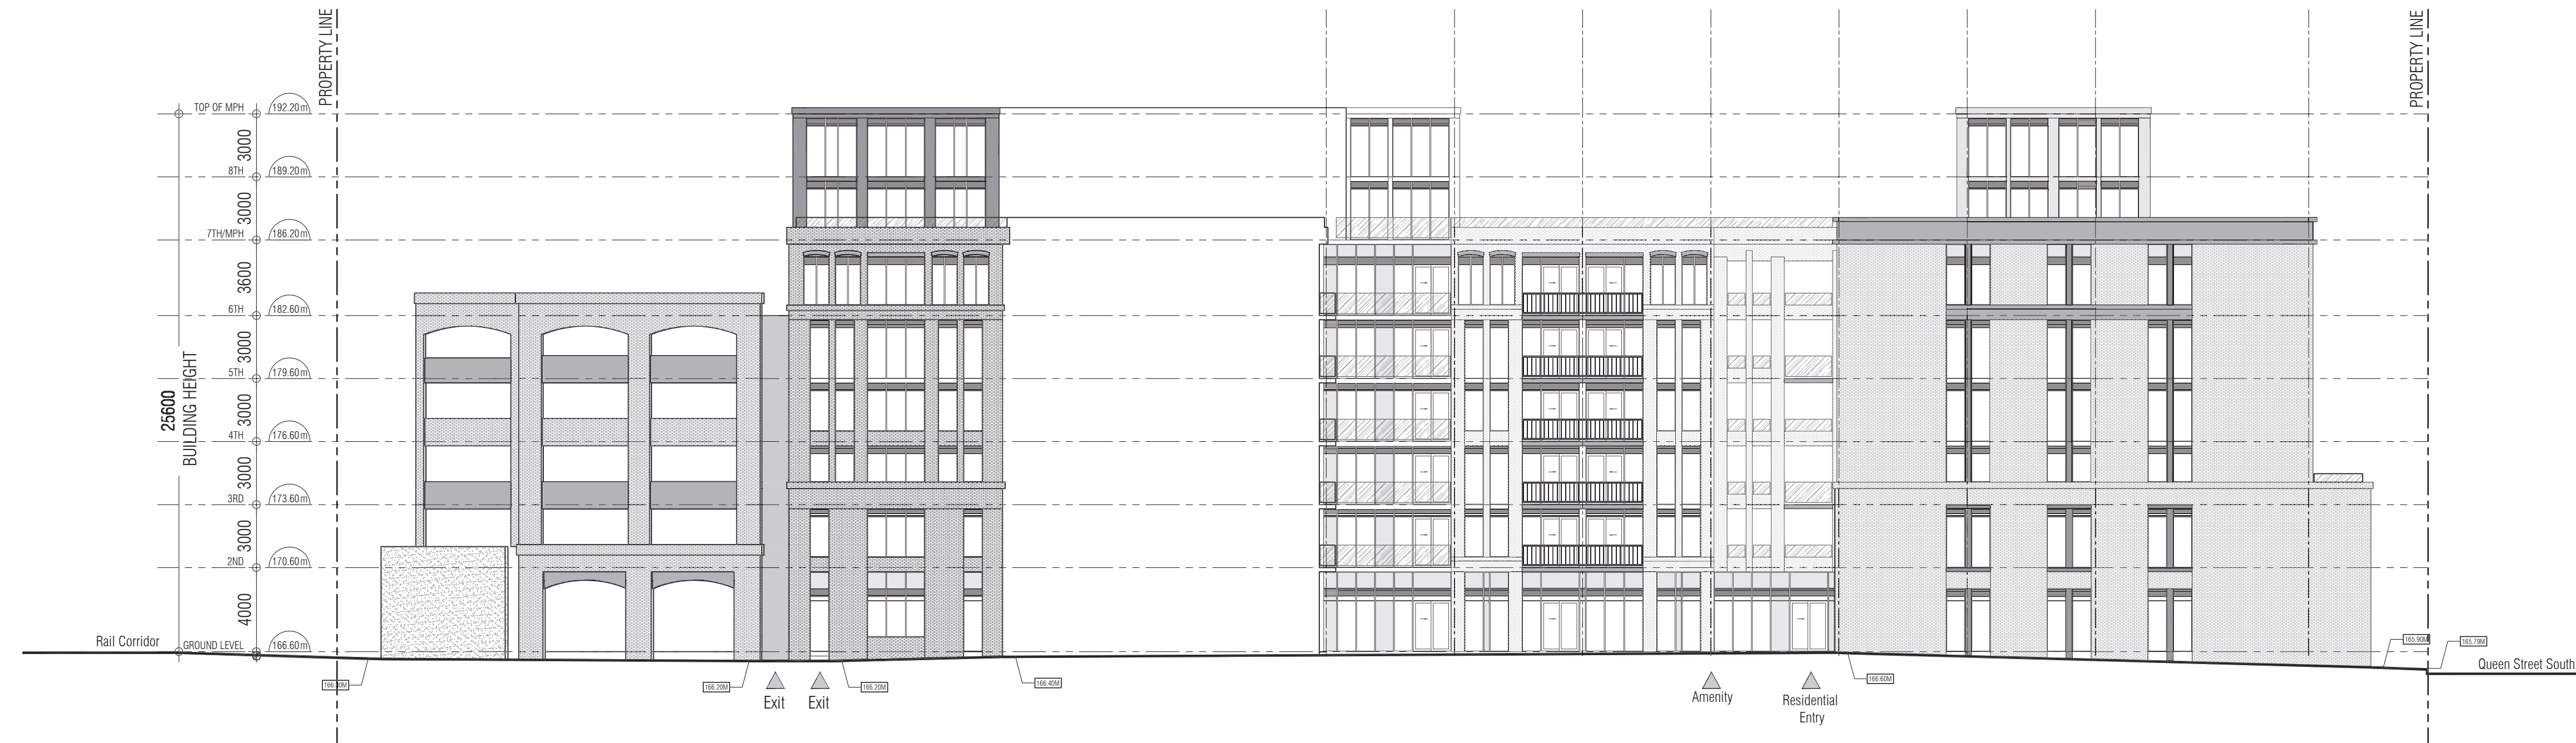 PROPERTY LINE
PROPERTY LINE
TOP OF MPH 192.20m
3000
8TH 189.20m
3000
7TH/MPH 186.20m
3600
6TH 182.60m
3000
5TH 179.60m
3000
4TH 176.60m
3000
3RD 173.60m
3000
2ND 170.60m
4000
GROUND LEVEL 166.60m
25600
BUILDING HEIGHT
Rail Corridor
166.20M
166.20M
166.40M
166.60M
165.90M
165.79M
Queen Street South
Exit
Exit
Amenity
Residential
Entry